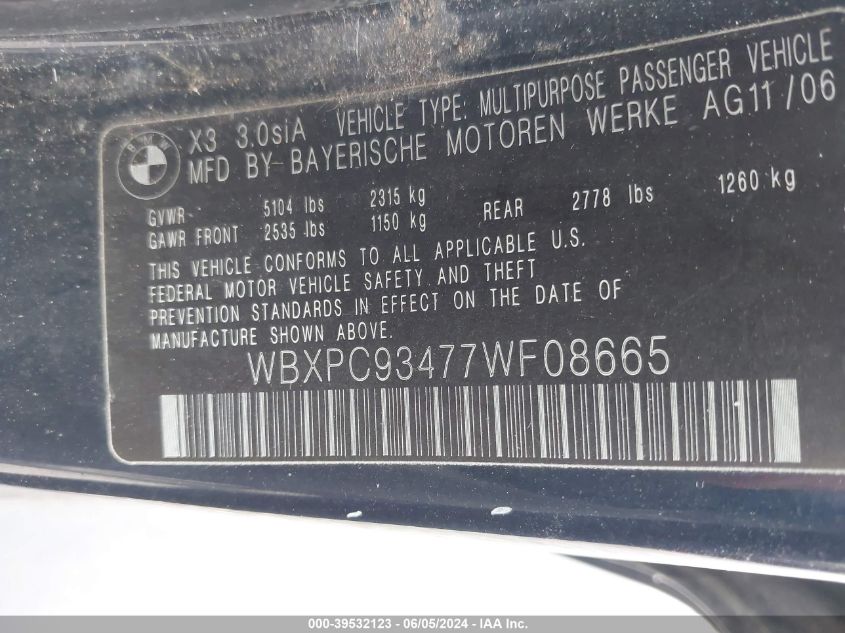 BMW
X3 3.0siA VEHICLE TYPE: MULTIPURPOSE PASSENGER VEHICLE
MFD BY-BAYERISCHE MOTOREN WERKE AG11/06
GVWR- 5104 lbs 2315 kg
GAWR FRONT 2535 lbs 1150 kg REAR 2778 lbs 1260 kg
THIS VEHICLE CONFORMS TO ALL APPLICABLE U.S.
FEDERAL MOTOR VEHICLE SAFETY AND THEFT
PREVENTION STANDARDS IN EFFECT ON THE DATE OF
MANUFACTURE SHOWN ABOVE.
WBXPC93477WF08665
000-39532123 - 06/05/2024 - IAA Inc.